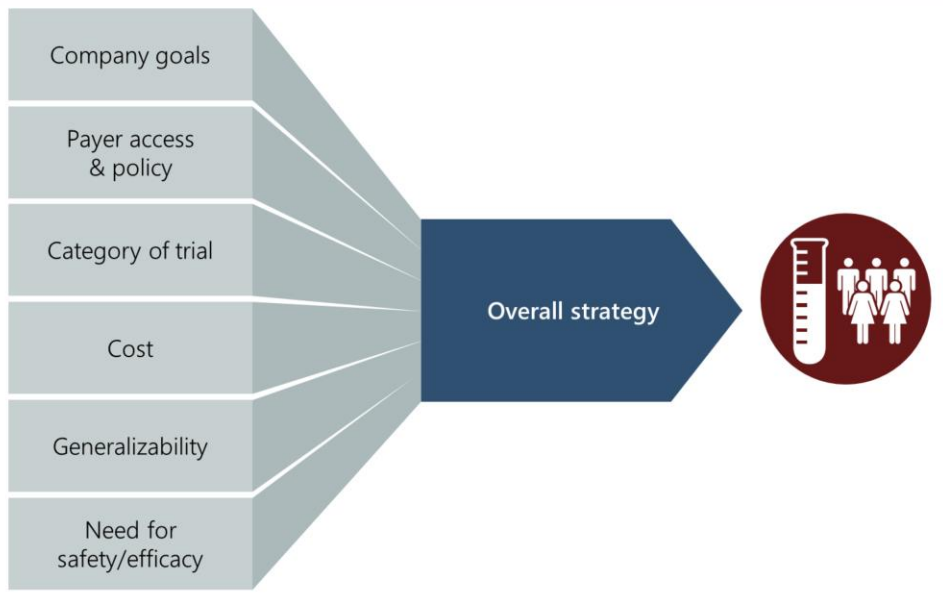 Company goals
Payer access
& policy
Category of trial
Cost
Generalizability
Need for
safety/efficacy
Overall strategy